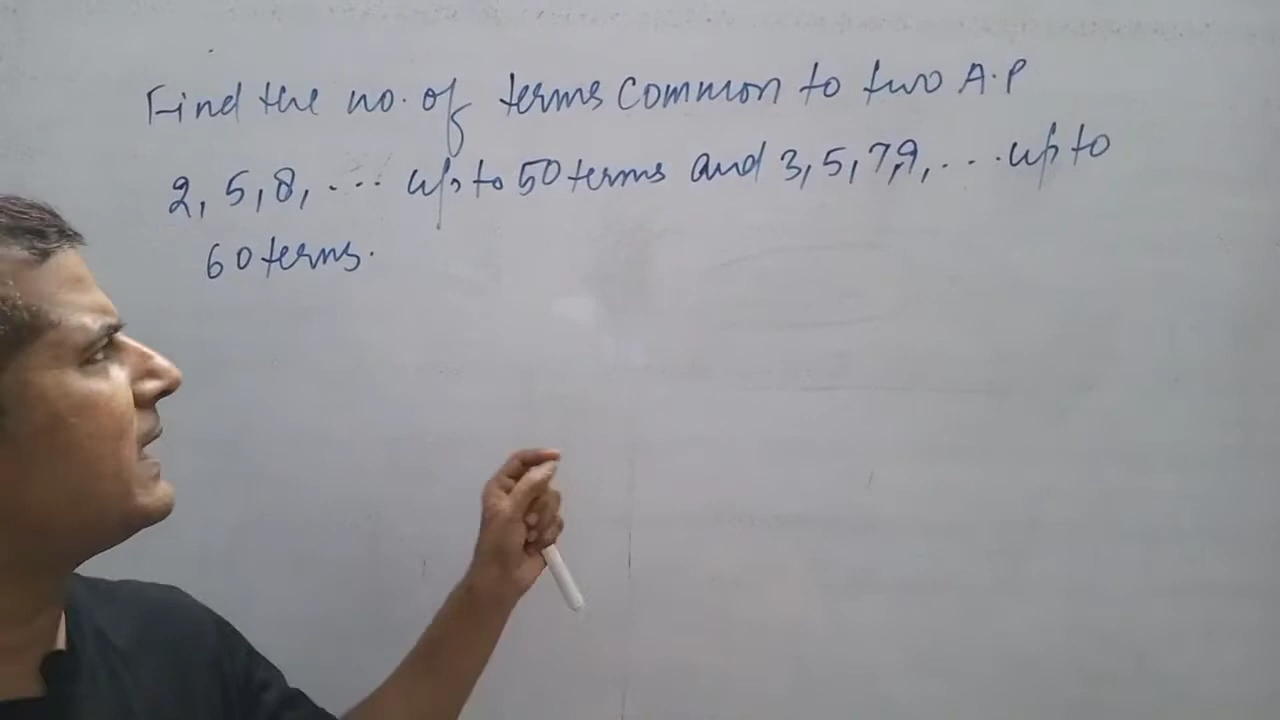 Find the no. of terms common to two A.P
2, 5, 8, ... up to 50 terms and 3, 5, 7, 9, ... up to
60 terms.